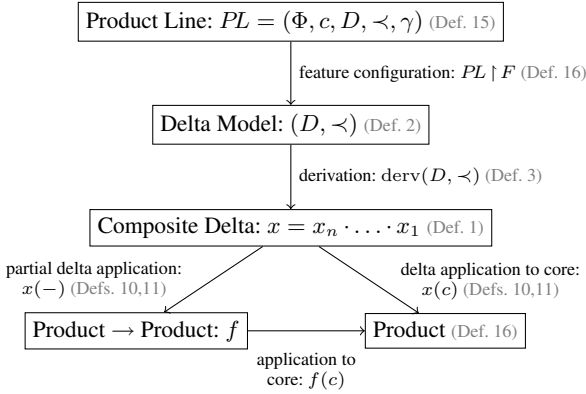 Product Line: PL = (Φ, c, D, ≺, γ) (Def. 15)
feature configuration: PL ↾ F (Def. 16)
Delta Model: (D, ≺) (Def. 2)
derivation: derv(D, ≺) (Def. 3)
Composite Delta: x = xₙ · … · x₁ (Def. 1)
partial delta application:
x(−) (Defs. 10,11)
delta application to core:
x(c) (Defs. 10,11)
Product → Product: f
Product (Def. 16)
application to
core: f(c)